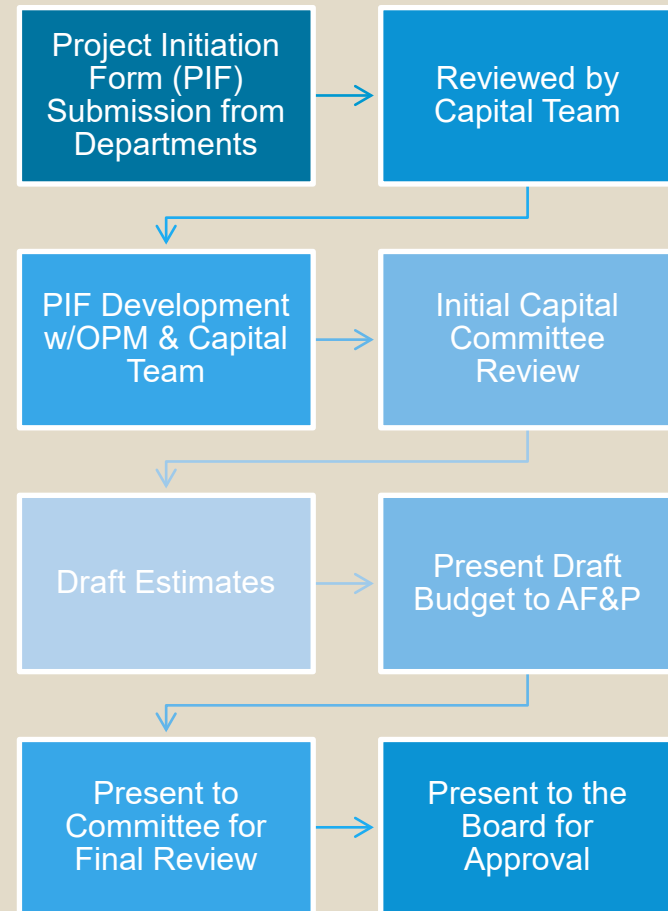 Project Initiation
Form (PIF)
Submission from
Departments
Reviewed by
Capital Team
PIF Development
w/OPM & Capital
Team
Initial Capital
Committee
Review
Draft Estimates
Present Draft
Budget to AF&P
Present to
Committee for
Final Review
Present to the
Board for
Approval